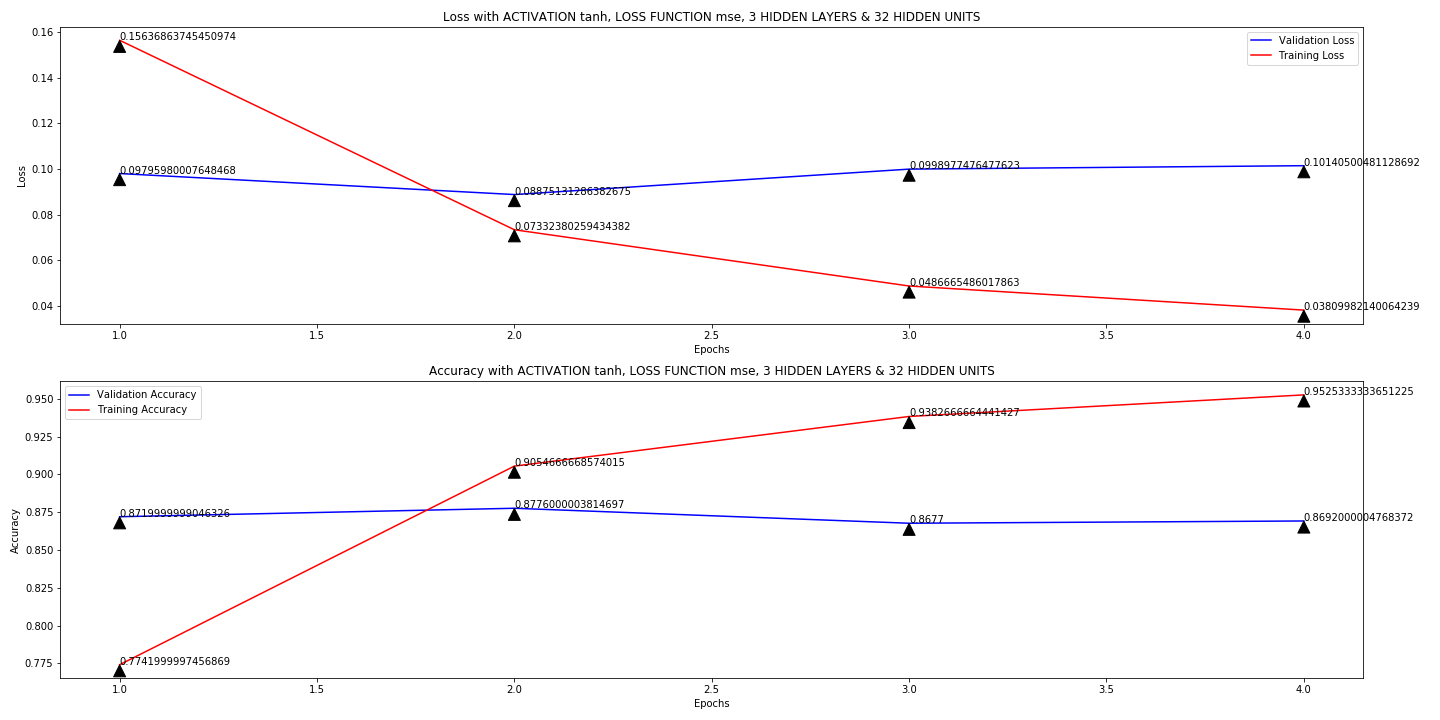 Loss with ACTIVATION tanh, LOSS FUNCTION mse, 3 HIDDEN LAYERS & 32 HIDDEN UNITS
0.16
0.14
0.12
0.10
0.08
0.06
0.04
Loss
0.15636863745450974
0.09795980007648468
0.08875131286382675
0.07332380259434382
0.0998977476477623
0.0486665486017863
0.10140500481128692
0.03809982140064239
Validation Loss
Training Loss
1.0 1.5 2.0 2.5 3.0 3.5 4.0
Epochs
Accuracy with ACTIVATION tanh, LOSS FUNCTION mse, 3 HIDDEN LAYERS & 32 HIDDEN UNITS
Validation Accuracy
Training Accuracy
0.950
0.925
0.900
0.875
0.850
0.825
0.800
0.775
Accuracy
0.8719999999046326
0.7741999997456869
0.9054666668574015
0.8776000003814697
0.9382666664441427
0.8677
0.9525333333651225
0.8692000004768372
1.0 1.5 2.0 2.5 3.0 3.5 4.0
Epochs